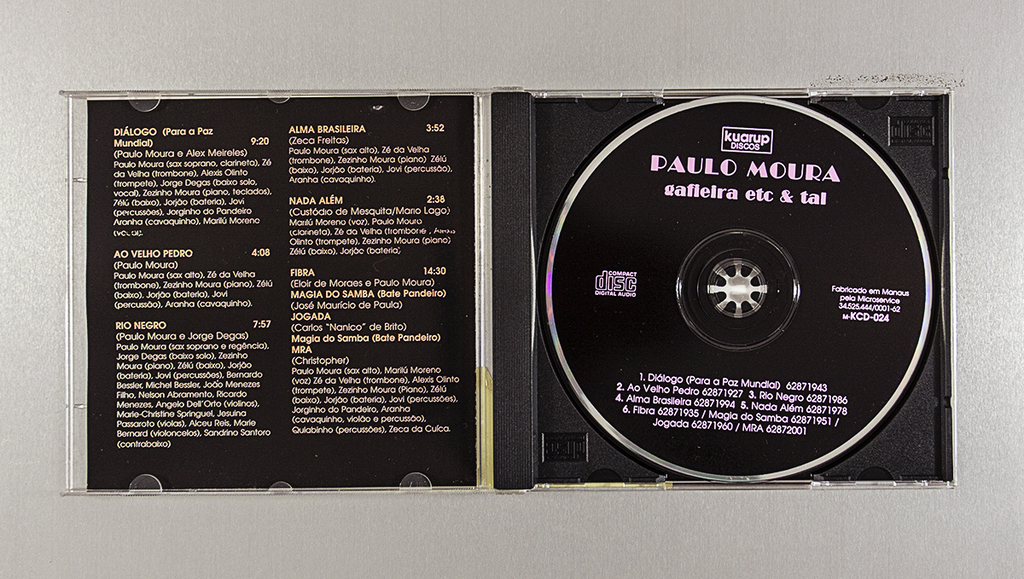 DIÁLOGO (Para a Paz
Mundial) 9:20
(Paulo Moura e Alex Meireles)
Paulo Moura (sax soprano, clarineta), Zé
da Velha (trombone), Alexis Olinto
(trompete), Jorge Degas (baixo solo,
vocal), Zezinho Moura (piano, teclados),
Zélú (baixo), Jorjão (bateria), Jovi
(percussões), Jorginho do Pandeiro
Aranha (cavaquinho), Marilú Moreno
AO VELHO PEDRO 4:08
(Paulo Moura)
Paulo Moura (sax alto), Zé da Velha
(trombone), Zezinho Moura (piano), Zélú
(baixo), Jorjão (bateria), Jovi
(percussão), Aranha (cavaquinho).
RIO NEGRO 7:57
(Paulo Moura e Jorge Degas)
Paulo Moura (sax soprano e regência),
Jorge Degas (baixo solo), Zezinho
Moura (piano), Zélú (baixo), Jorjão
(bateria), Jovi (percussões), Bernardo
Bessler, Michel Bessler, João Menezes
Filho, Nelson Abramento, Ricardo
Menezes, Angelo Dell'Orto (violinos),
Marie-Christine Springuel, Jesuina
Passaroto (violas), Alceu Reis, Marie
Bernard (violoncelos), Sandrino Santoro
(contrabaixo)
ALMA BRASILEIRA 3:52
(Zeca Freitas)
Paulo Moura (sax alto), Zé da Velha
(trombone), Zezinho Moura (piano) Zélú
(baixo), Jorjão (bateria), Jovi (percussão),
Aranha (cavaquinho).
NADA ALÉM 2:38
(Custódio de Mesquita/Mario Lago)
Marilú Moreno (voz), Paulo Moura
(clarineta), Zé da Velha (trombone), Alexis
Olinto (trompete), Zezinho Moura (piano)
Zélú (baixo), Jorjão (bateria)
FIBRA 14:30
(Eloir de Moraes e Paulo Moura)
MAGIA DO SAMBA (Bate Pandeiro)
(José Maurício de Paula)
JOGADA
(Carlos "Nanico" de Brito)
Magia do Samba (Bate Pandeiro)
MRA
(Christopher)
Paulo Moura (sax alto), Marilú Moreno
(voz) Zé da Velha (trombone), Alexis Olinto
(trompete), Zezinho Moura (Piano), Zélú
(baixo), Jorjão (bateria), Jovi (percussões),
Jorginho do Pandeiro, Aranha
(cavaquinho, violão e percussão),
Quiabinho (percussões), Zeca da Cuíca.
kuarup
DISCOS
PAULO MOURA
gafieira etc & tal
COMPACT
disc
DIGITAL AUDIO
Fabricado em Manaus
pela Microservice
34.525.444/0001-62
M-KCD-024
1. Diálogo (Para a Paz Mundial) 62871943
2. Ao Velho Pedro 62871927 3. Rio Negro 62871986
4. Alma Brasileira 62871994 5. Nada Além 62871978
6. Fibra 62871935 / Magia do Samba 62871951 /
Jogada 62871960 / MRA 62872001